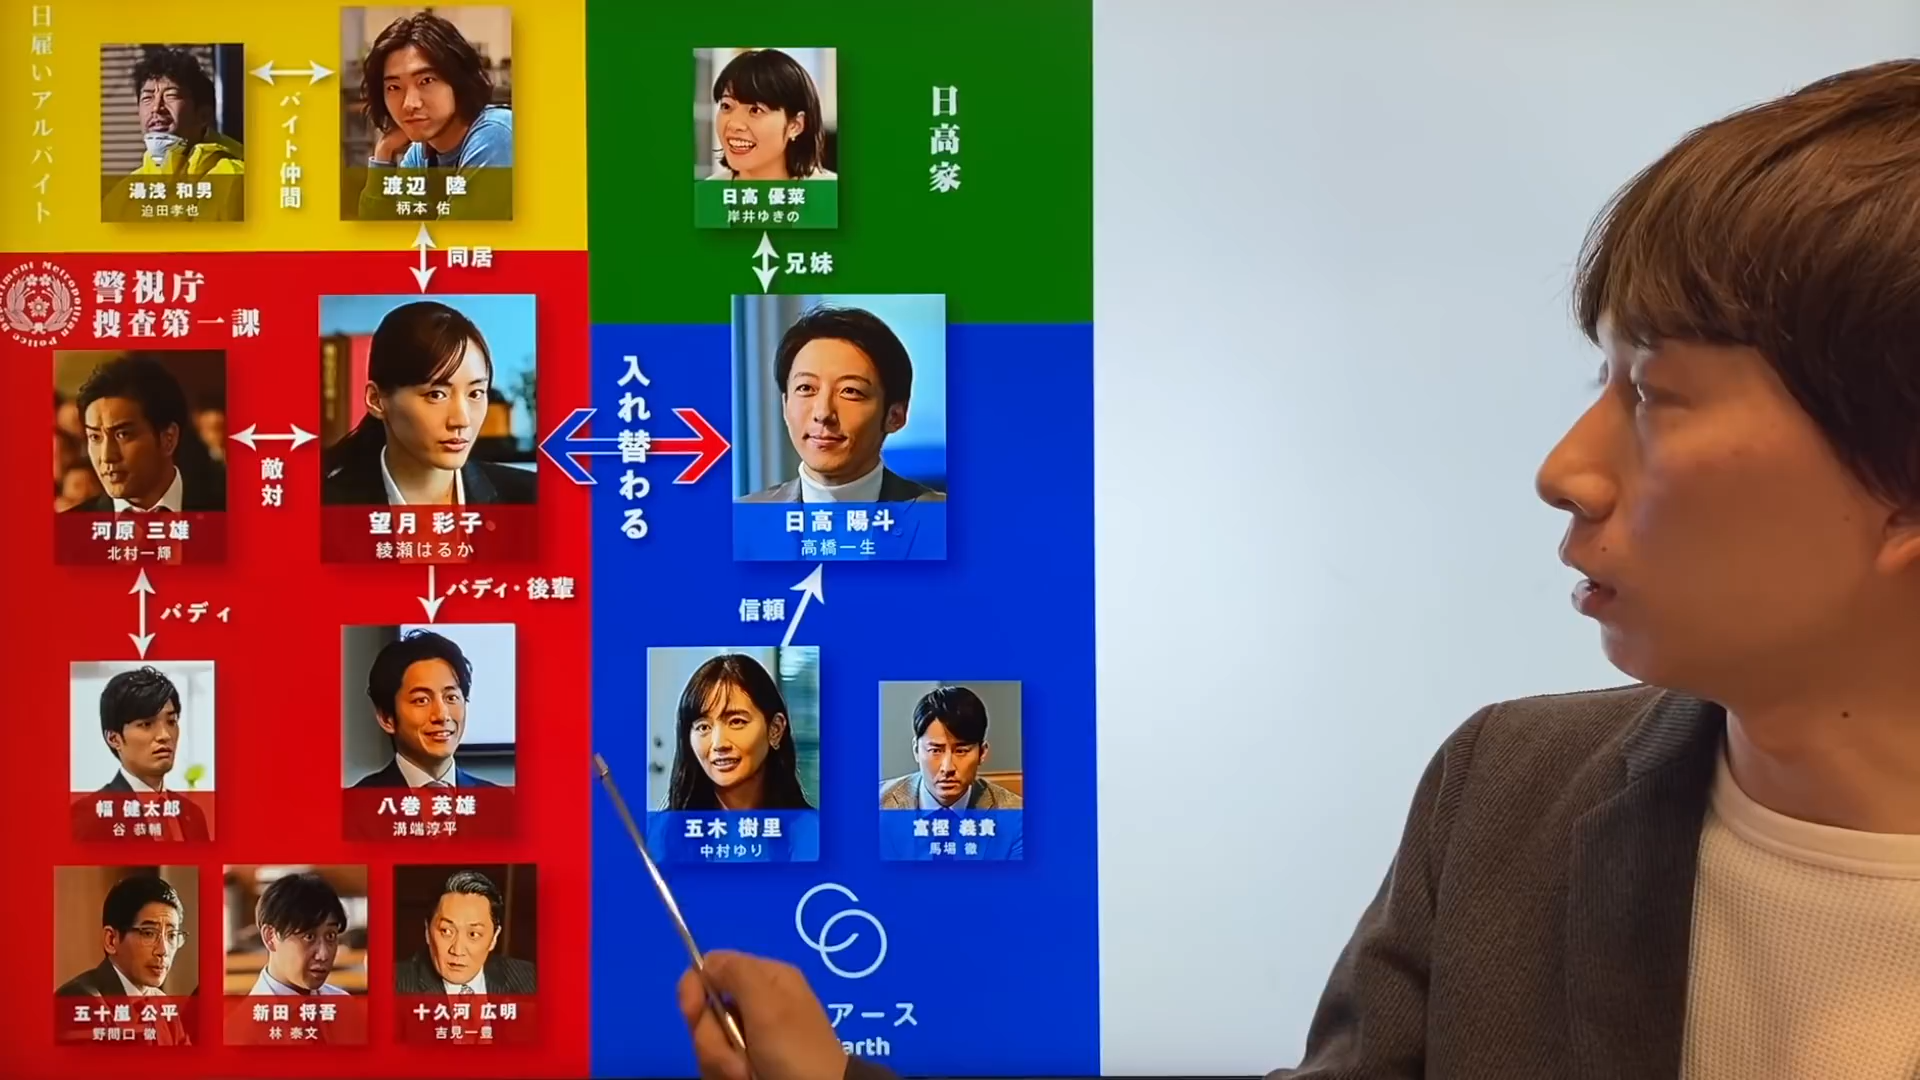 日雇いアルバイト
湯浅 和男
迫田孝也
バイト仲間
渡辺 陸
柄本 佑
同居
日高 優菜
岸井ゆきの
日高家
兄妹
警視庁
捜査第一課
河原 三雄
北村一輝
敵対
望月 彩子
綾瀬はるか
入れ替わる
日高 陽斗
高橋一生
バディ
バディ・後輩
信頼
幅 健太郎
谷 恭輔
八巻 英雄
溝端淳平
五木 樹里
中村ゆり
富樫 義貴
馬場 徹
五十嵐 公平
野間口 徹
新田 将吾
林 泰文
十久河 広明
吉見一豊
アース
arth